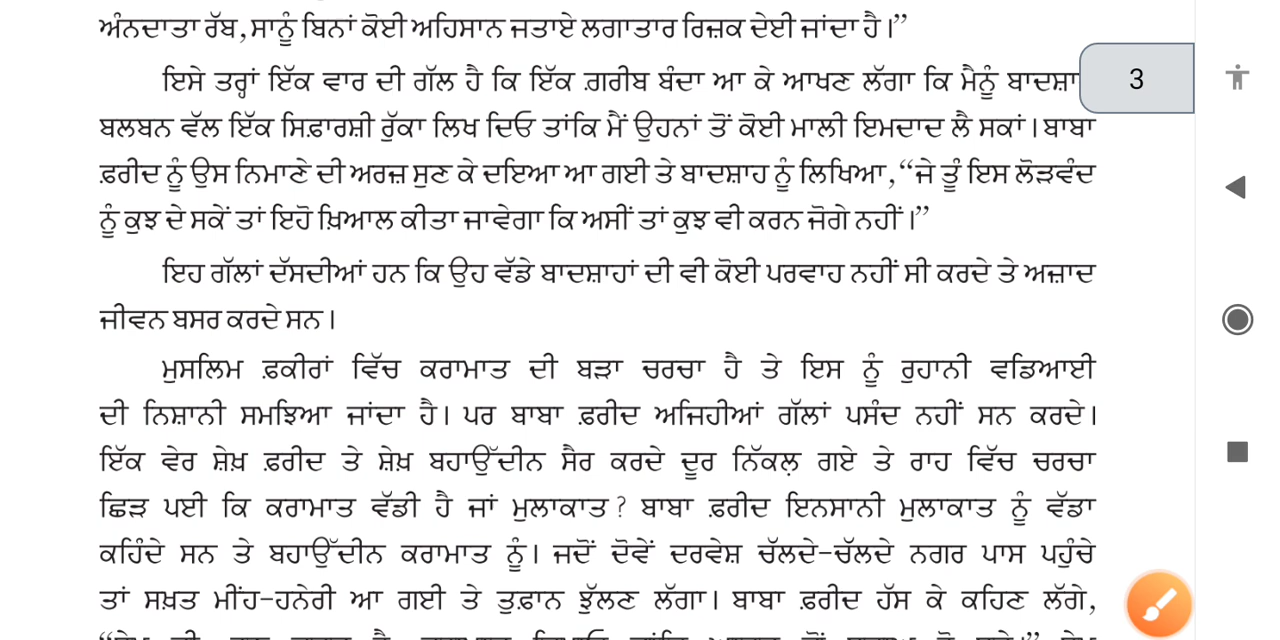 ਅੰਨਦਾਤਾ ਰੱਬ, ਸਾਨੂੰ ਬਿਨਾਂ ਕੋਈ ਅਹਿਸਾਨ ਜਤਾਏ ਲਗਾਤਾਰ ਰਿਜ਼ਕ ਦੇਈ ਜਾਂਦਾ ਹੈ।”
ਇਸੇ ਤਰ੍ਹਾਂ ਇੱਕ ਵਾਰ ਦੀ ਗੱਲ ਹੈ ਕਿ ਇੱਕ ਗ਼ਰੀਬ ਬੰਦਾ ਆ ਕੇ ਆਖਣ ਲੱਗਾ ਕਿ ਮੈਨੂੰ ਬਾਦਸ਼ਾ
3
ਬਲਬਨ ਵੱਲ ਇੱਕ ਸਿਫ਼ਾਰਸ਼ੀ ਰੁੱਕਾ ਲਿਖ ਦਿਓ ਤਾਂਕਿ ਮੈਂ ਉਹਨਾਂ ਤੋਂ ਕੋਈ ਮਾਲੀ ਇਮਦਾਦ ਲੈ ਸਕਾਂ। ਬਾਬਾ
ਫ਼ਰੀਦ ਨੂੰ ਉਸ ਨਿਮਾਣੇ ਦੀ ਅਰਜ਼ ਸੁਣ ਕੇ ਦਇਆ ਆ ਗਈ ਤੇ ਬਾਦਸ਼ਾਹ ਨੂੰ ਲਿਖਿਆ, “ਜੇ ਤੂੰ ਇਸ ਲੋੜਵੰਦ
ਨੂੰ ਕੁਝ ਦੇ ਸਕੇਂ ਤਾਂ ਇਹੋ ਖ਼ਿਆਲ ਕੀਤਾ ਜਾਵੇਗਾ ਕਿ ਅਸੀਂ ਤਾਂ ਕੁਝ ਵੀ ਕਰਨ ਜੋਗੇ ਨਹੀਂ।”
ਇਹ ਗੱਲਾਂ ਦੱਸਦੀਆਂ ਹਨ ਕਿ ਉਹ ਵੱਡੇ ਬਾਦਸ਼ਾਹਾਂ ਦੀ ਵੀ ਕੋਈ ਪਰਵਾਹ ਨਹੀਂ ਸੀ ਕਰਦੇ ਤੇ ਅਜ਼ਾਦ
ਜੀਵਨ ਬਸਰ ਕਰਦੇ ਸਨ।
ਮੁਸਲਿਮ ਫ਼ਕੀਰਾਂ ਵਿੱਚ ਕਰਾਮਾਤ ਦੀ ਬੜਾ ਚਰਚਾ ਹੈ ਤੇ ਇਸ ਨੂੰ ਰੁਹਾਨੀ ਵਡਿਆਈ
ਦੀ ਨਿਸ਼ਾਨੀ ਸਮਝਿਆ ਜਾਂਦਾ ਹੈ। ਪਰ ਬਾਬਾ ਫ਼ਰੀਦ ਅਜਿਹੀਆਂ ਗੱਲਾਂ ਪਸੰਦ ਨਹੀਂ ਸਨ ਕਰਦੇ।
ਇੱਕ ਵੇਰ ਸ਼ੇਖ਼ ਫ਼ਰੀਦ ਤੇ ਸ਼ੇਖ਼ ਬਹਾਉੱਦੀਨ ਸੈਰ ਕਰਦੇ ਦੂਰ ਨਿੱਕਲ਼ ਗਏ ਤੇ ਰਾਹ ਵਿੱਚ ਚਰਚਾ
ਛਿੜ ਪਈ ਕਿ ਕਰਾਮਾਤ ਵੱਡੀ ਹੈ ਜਾਂ ਮੁਲਾਕਾਤ? ਬਾਬਾ ਫ਼ਰੀਦ ਇਨਸਾਨੀ ਮੁਲਾਕਾਤ ਨੂੰ ਵੱਡਾ
ਕਹਿੰਦੇ ਸਨ ਤੇ ਬਹਾਉੱਦੀਨ ਕਰਾਮਾਤ ਨੂੰ। ਜਦੋਂ ਦੋਵੇਂ ਦਰਵੇਸ਼ ਚੱਲਦੇ-ਚੱਲਦੇ ਨਗਰ ਪਾਸ ਪਹੁੰਚੇ
ਤਾਂ ਸਖ਼ਤ ਮੀਂਹ-ਹਨੇਰੀ ਆ ਗਈ ਤੇ ਤੁਫ਼ਾਨ ਝੁੱਲਣ ਲੱਗਾ। ਬਾਬਾ ਫ਼ਰੀਦ ਹੱਸ ਕੇ ਕਹਿਣ ਲੱਗੇ,